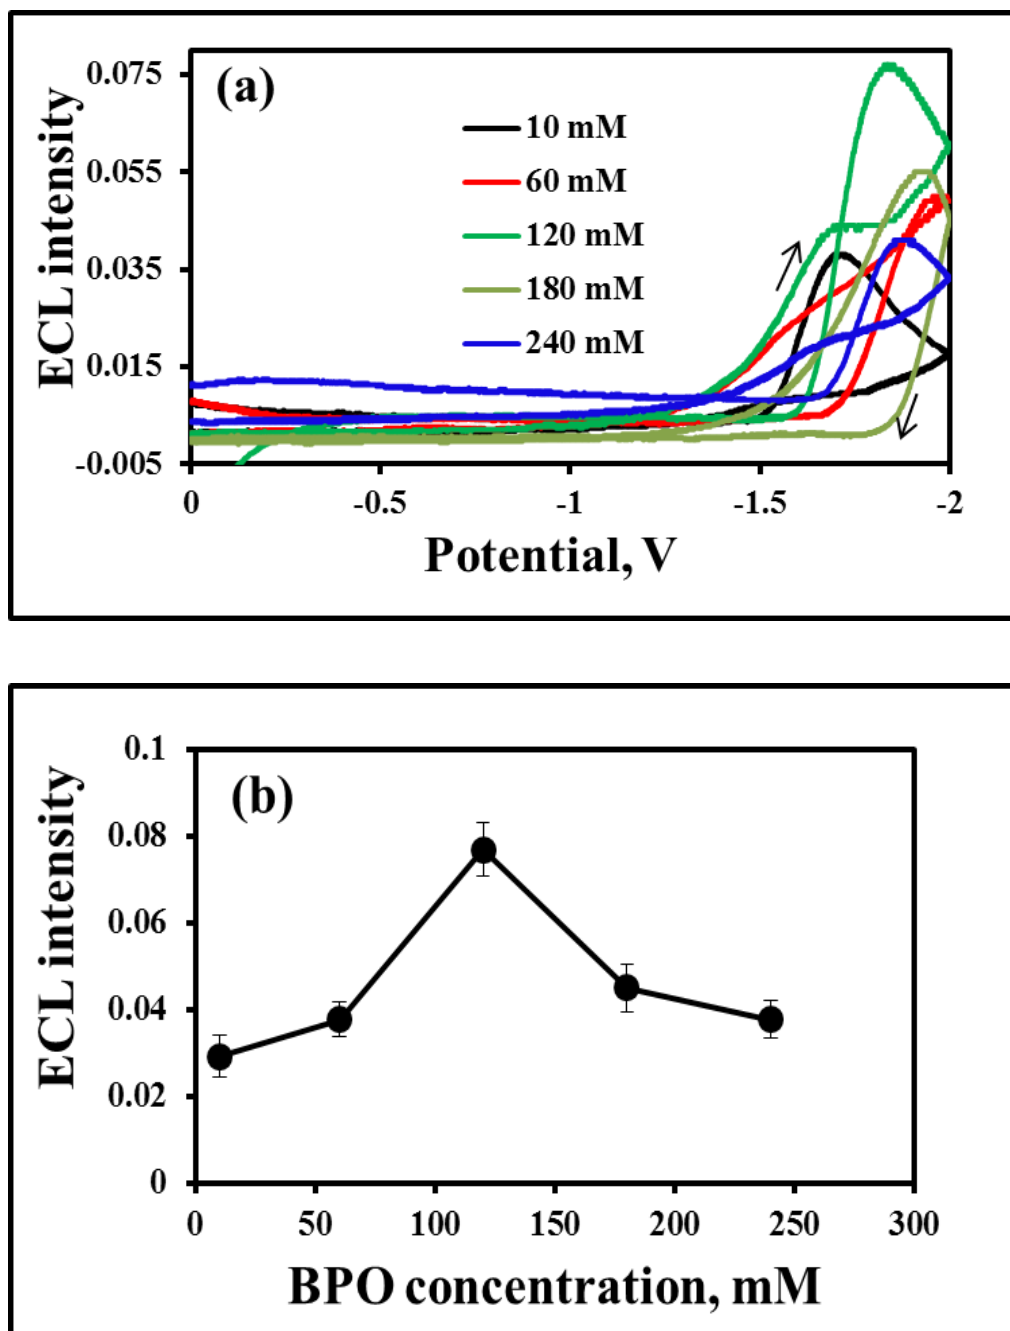 (a)
ECL intensity
0.075
0.055
0.035
0.015
-0.005
10 mM
60 mM
120 mM
180 mM
240 mM
0 -0.5 -1 -1.5 -2
Potential, V
(b)
ECL intensity
0.1
0.08
0.06
0.04
0.02
0
0 50 100 150 200 250 300
BPO concentration, mM